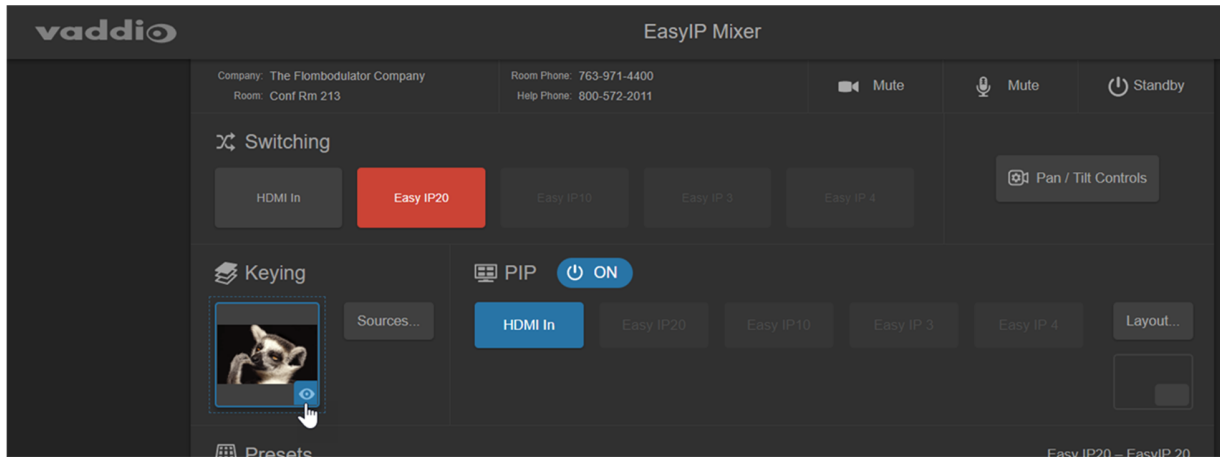 vaddio
EasyIP Mixer
Company: The Flombodulator Company
Room: Conf Rm 213
Room Phone: 763-971-4400
Help Phone: 800-572-2011
Mute
Mute
Standby
Switching
HDMI In
Easy IP20
Easy IP10
Easy IP 3
Easy IP 4
Pan / Tilt Controls
Keying
Sources...
PIP
ON
HDMI In
Easy IP20
Easy IP10
Easy IP 3
Easy IP 4
Layout...
Presets
Easy IP20 – EasyIP 20